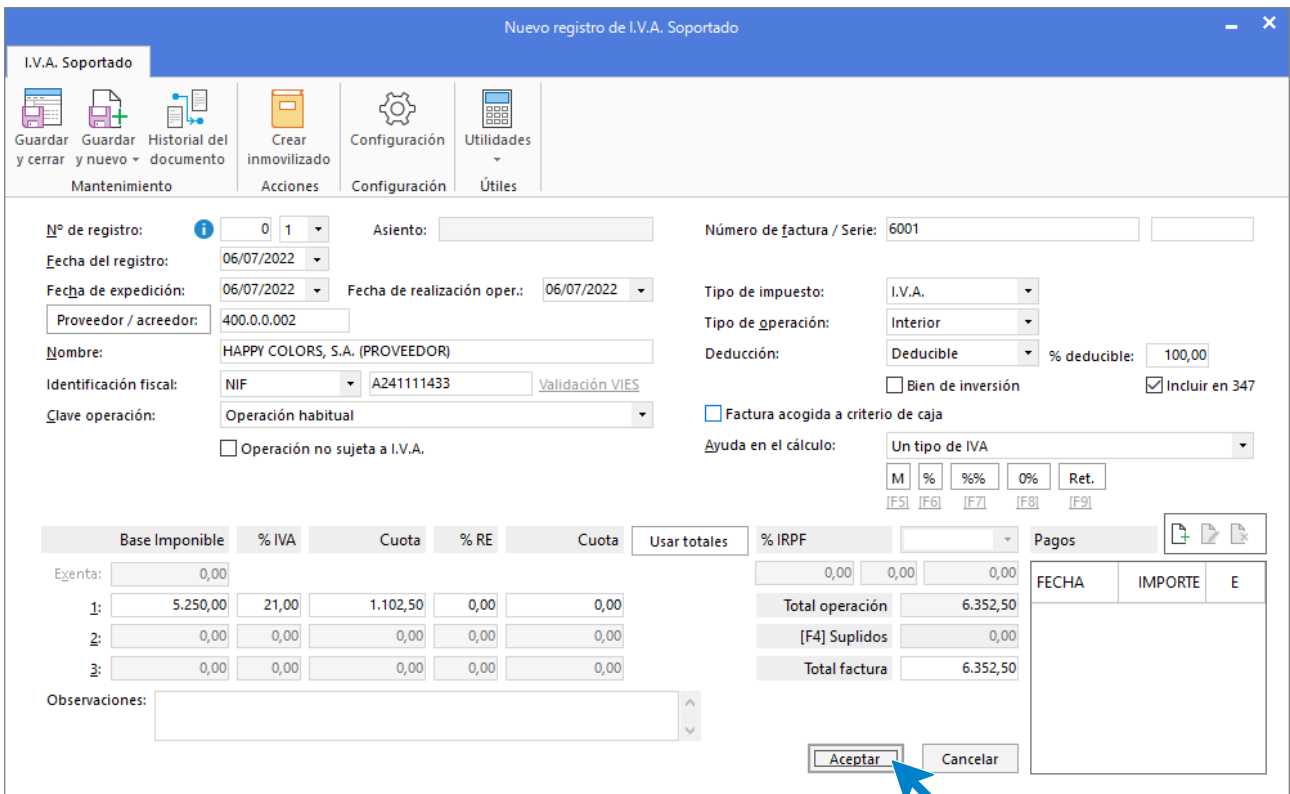 Nuevo registro de I.V.A. Soportado
I.V.A. Soportado
Guardar y cerrar
Guardar y nuevo
Historial del documento
Crear inmovilizado
Configuración
Utilidades
Mantenimiento Acciones Configuración Útiles
Nº de registro: i 0 1 Asiento: Número de factura / Serie: 6001
Fecha del registro: 06/07/2022
Fecha de expedición: 06/07/2022 Fecha de realización oper.: 06/07/2022 Tipo de impuesto: I.V.A.
Proveedor / acreedor: 400.0.0.002 Tipo de operación: Interior
Nombre: HAPPY COLORS, S.A. (PROVEEDOR) Deducción: Deducible % deducible: 100,00
Identificación fiscal: NIF A241111433 Validación VIES Bien de inversión Incluir en 347
Clave operación: Operación habitual Factura acogida a criterio de caja
Operación no sujeta a I.V.A. Ayuda en el cálculo: Un tipo de IVA
M % %% 0% Ret.
[F5] [F6] [F7] [F8] [F9]
Base Imponible % IVA Cuota % RE Cuota Usar totales % IRPF Pagos
Exenta: 0,00 0,00 0,00 0,00 FECHA IMPORTE E
1: 5.250,00 21,00 1.102,50 0,00 0,00 Total operación 6.352,50
2: 0,00 0,00 0,00 0,00 0,00 [F4] Suplidos 0,00
3: 0,00 0,00 0,00 0,00 0,00 Total factura 6.352,50
Observaciones:
Aceptar Cancelar